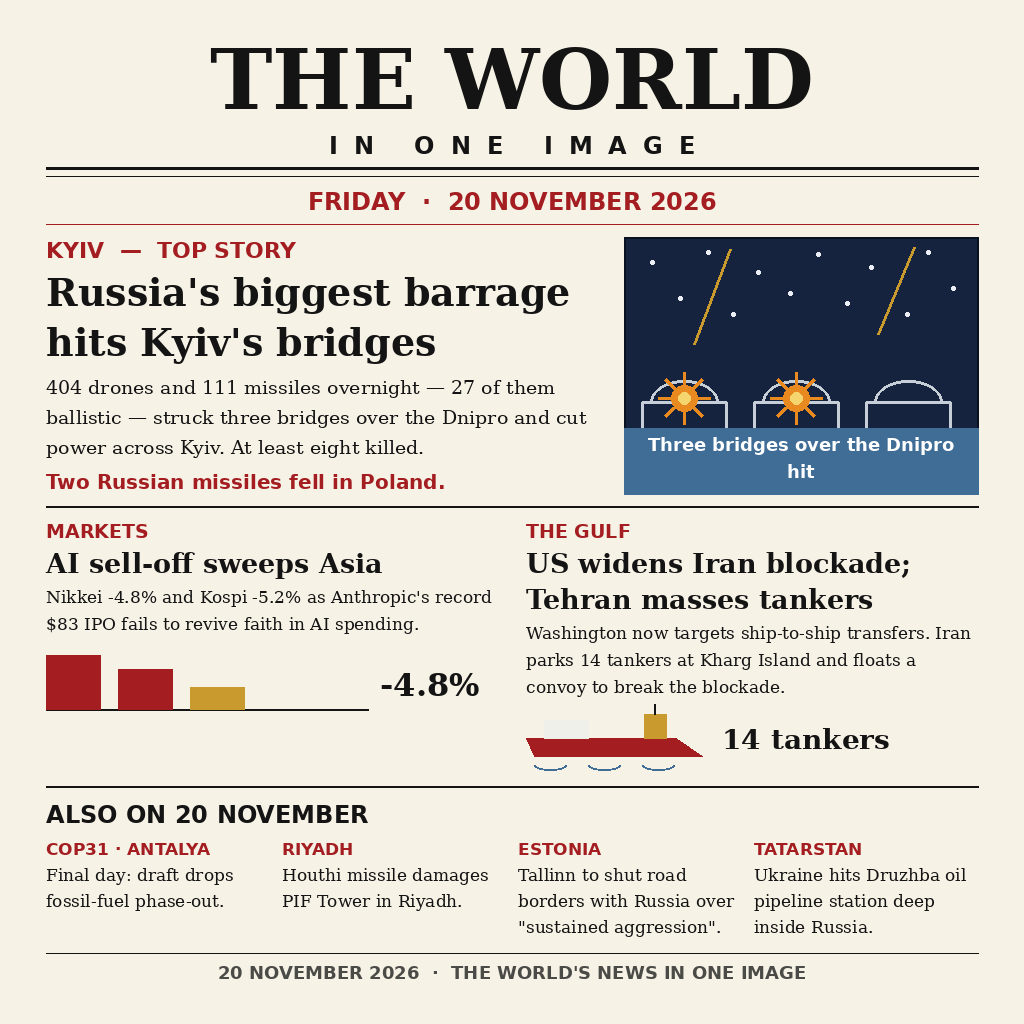 THE WORLD
IN ONE IMAGE
FRIDAY · 20 NOVEMBER 2026
KYIV — TOP STORY
Russia's biggest barrage
hits Kyiv's bridges
404 drones and 111 missiles overnight — 27 of them
ballistic — struck three bridges over the Dnipro and cut
power across Kyiv. At least eight killed.
Two Russian missiles fell in Poland.
Three bridges over the Dnipro
hit
MARKETS
AI sell-off sweeps Asia
Nikkei -4.8% and Kospi -5.2% as Anthropic's record
$83 IPO fails to revive faith in AI spending.
-4.8%
THE GULF
US widens Iran blockade;
Tehran masses tankers
Washington now targets ship-to-ship transfers. Iran
parks 14 tankers at Kharg Island and floats a
convoy to break the blockade.
14 tankers
ALSO ON 20 NOVEMBER
COP31 · ANTALYA
Final day: draft drops
fossil-fuel phase-out.
RIYADH
Houthi missile damages
PIF Tower in Riyadh.
ESTONIA
Tallinn to shut road
borders with Russia over
"sustained aggression".
TATARSTAN
Ukraine hits Druzhba oil
pipeline station deep
inside Russia.
20 NOVEMBER 2026 · THE WORLD'S NEWS IN ONE IMAGE